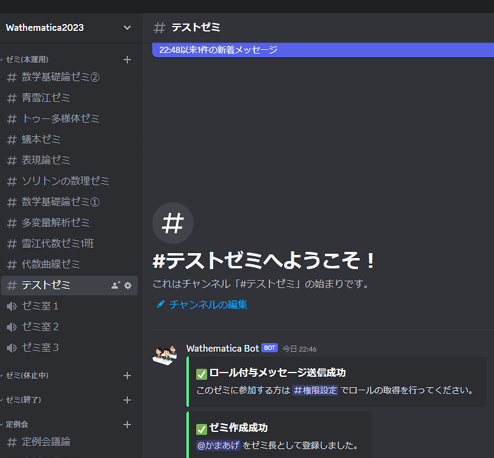 Wathematica2023
ゼミ(本運用)
数学基礎論ゼミ②
青雪江ゼミ
トゥー多様体ゼミ
蟻本ゼミ
表現論ゼミ
ソリトンの数理ゼミ
数学基礎論ゼミ①
多変量解析ゼミ
雪江代数ゼミ1班
代数曲線ゼミ
テストゼミ
ゼミ室1
ゼミ室2
ゼミ室3
ゼミ(休止中)
ゼミ(終了)
定例会
定例会議論
# テストゼミ
22:48以来1件の新着メッセージ
#テストゼミへようこそ！
これはチャンネル「#テストゼミ」の始まりです。
チャンネルの編集
Wathematica Bot BOT 今日 22:46
ロール付与メッセージ送信成功
このゼミに参加する方は #権限設定 でロールの取得を行ってください。
ゼミ作成成功
@かまあげ をゼミ長として登録しました。